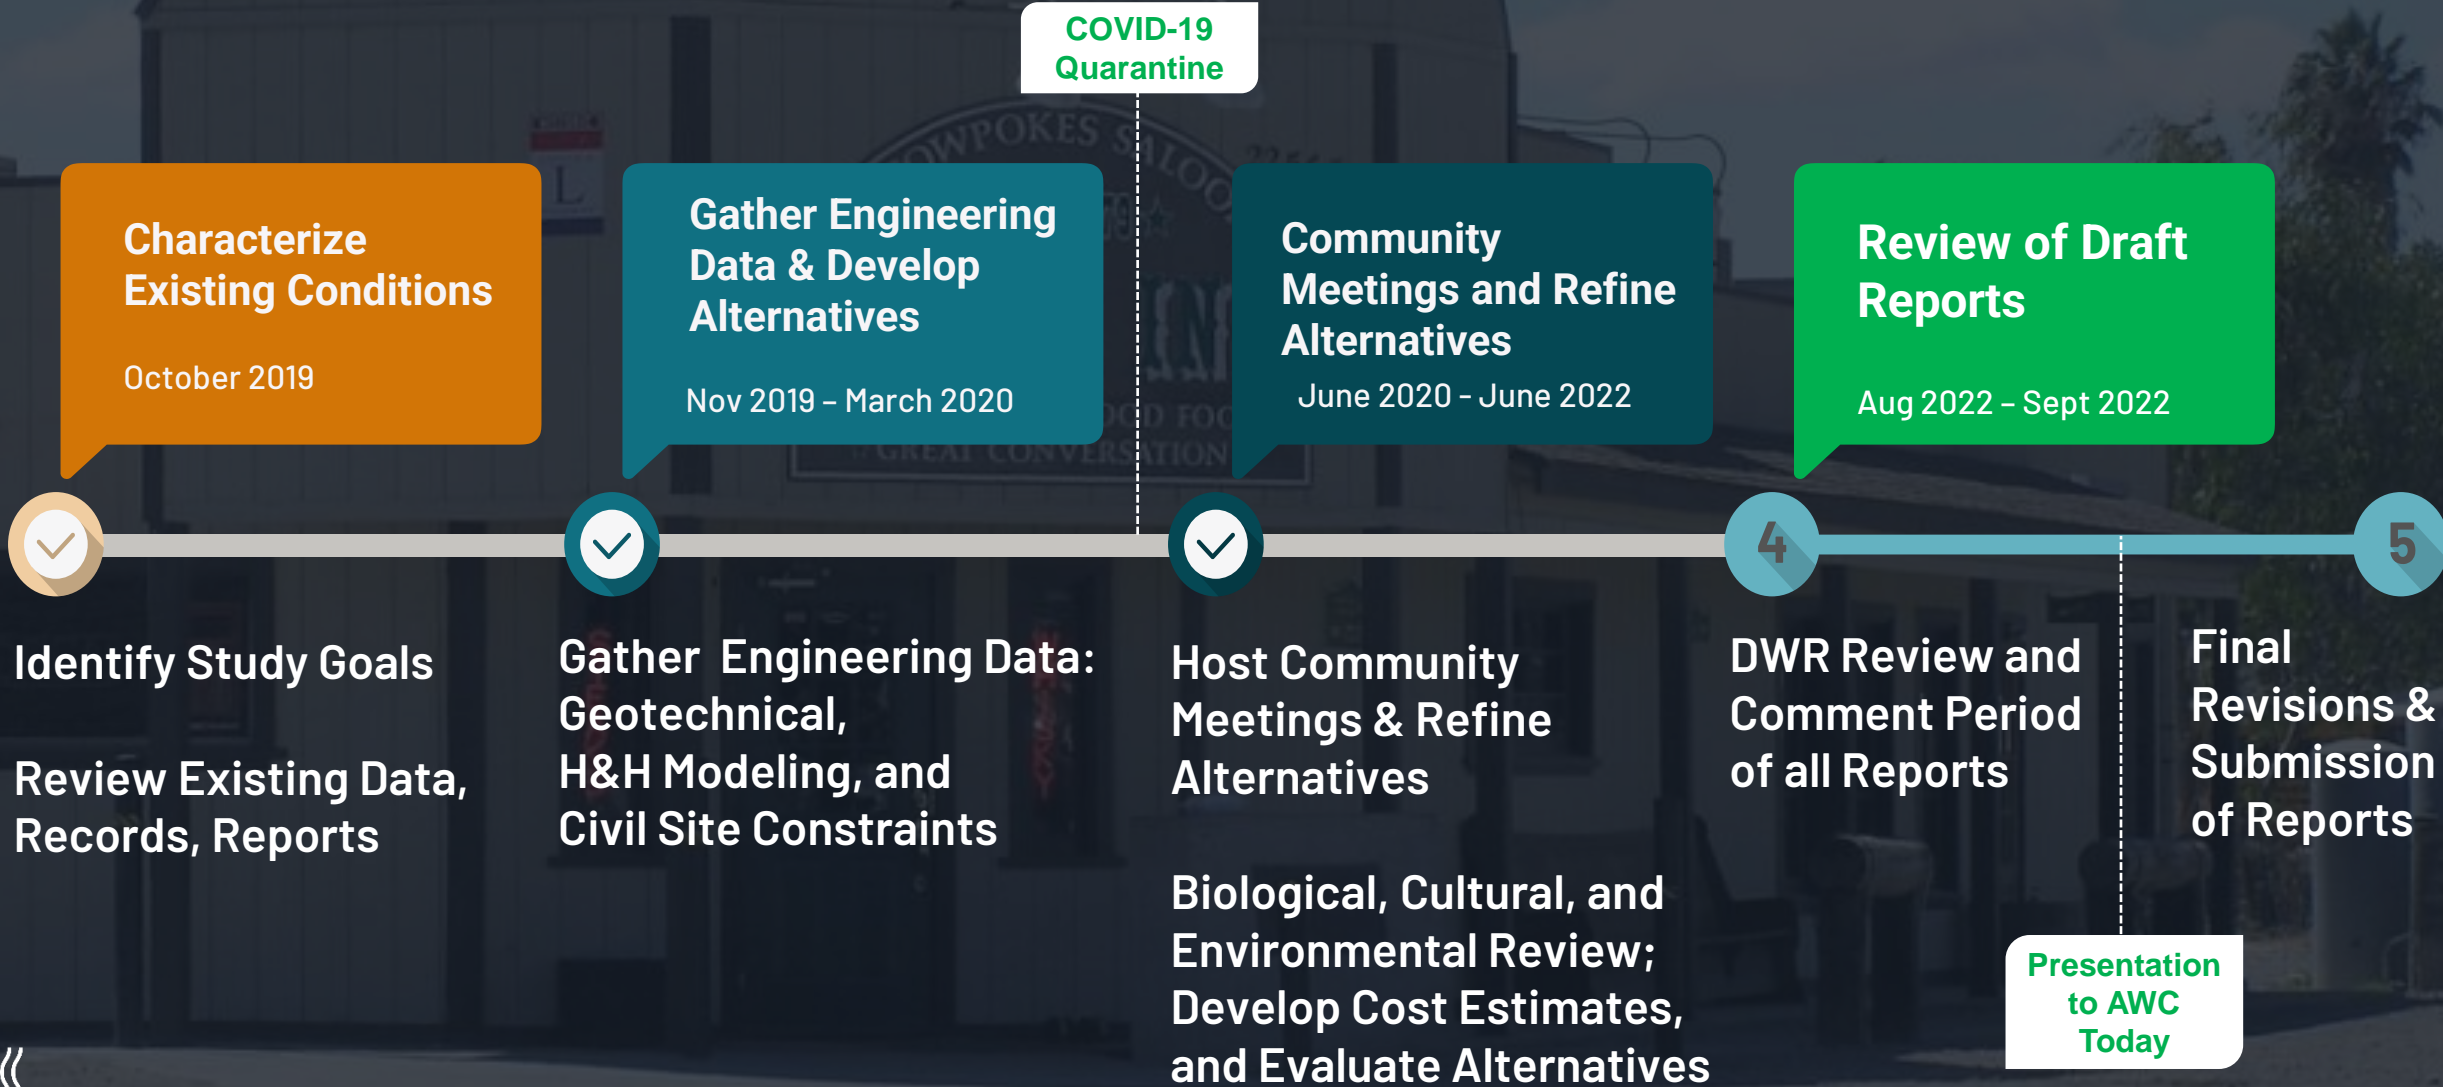 COVID-19
Quarantine
Characterize
Existing Conditions
October 2019
Gather Engineering
Data & Develop
Alternatives
Nov 2019 – March 2020
Community
Meetings and Refine
Alternatives
June 2020 - June 2022
Review of Draft
Reports
Aug 2022 – Sept 2022
4
5
Identify Study Goals
Review Existing Data,
Records, Reports
Gather Engineering Data:
Geotechnical,
H&H Modeling, and
Civil Site Constraints
Host Community
Meetings & Refine
Alternatives
Biological, Cultural, and
Environmental Review;
Develop Cost Estimates,
and Evaluate Alternatives
DWR Review and
Comment Period
of all Reports
Final
Revisions &
Submission
of Reports
Presentation
to AWC
Today
OWPOKES SALOO
GREAT CONVERSATION